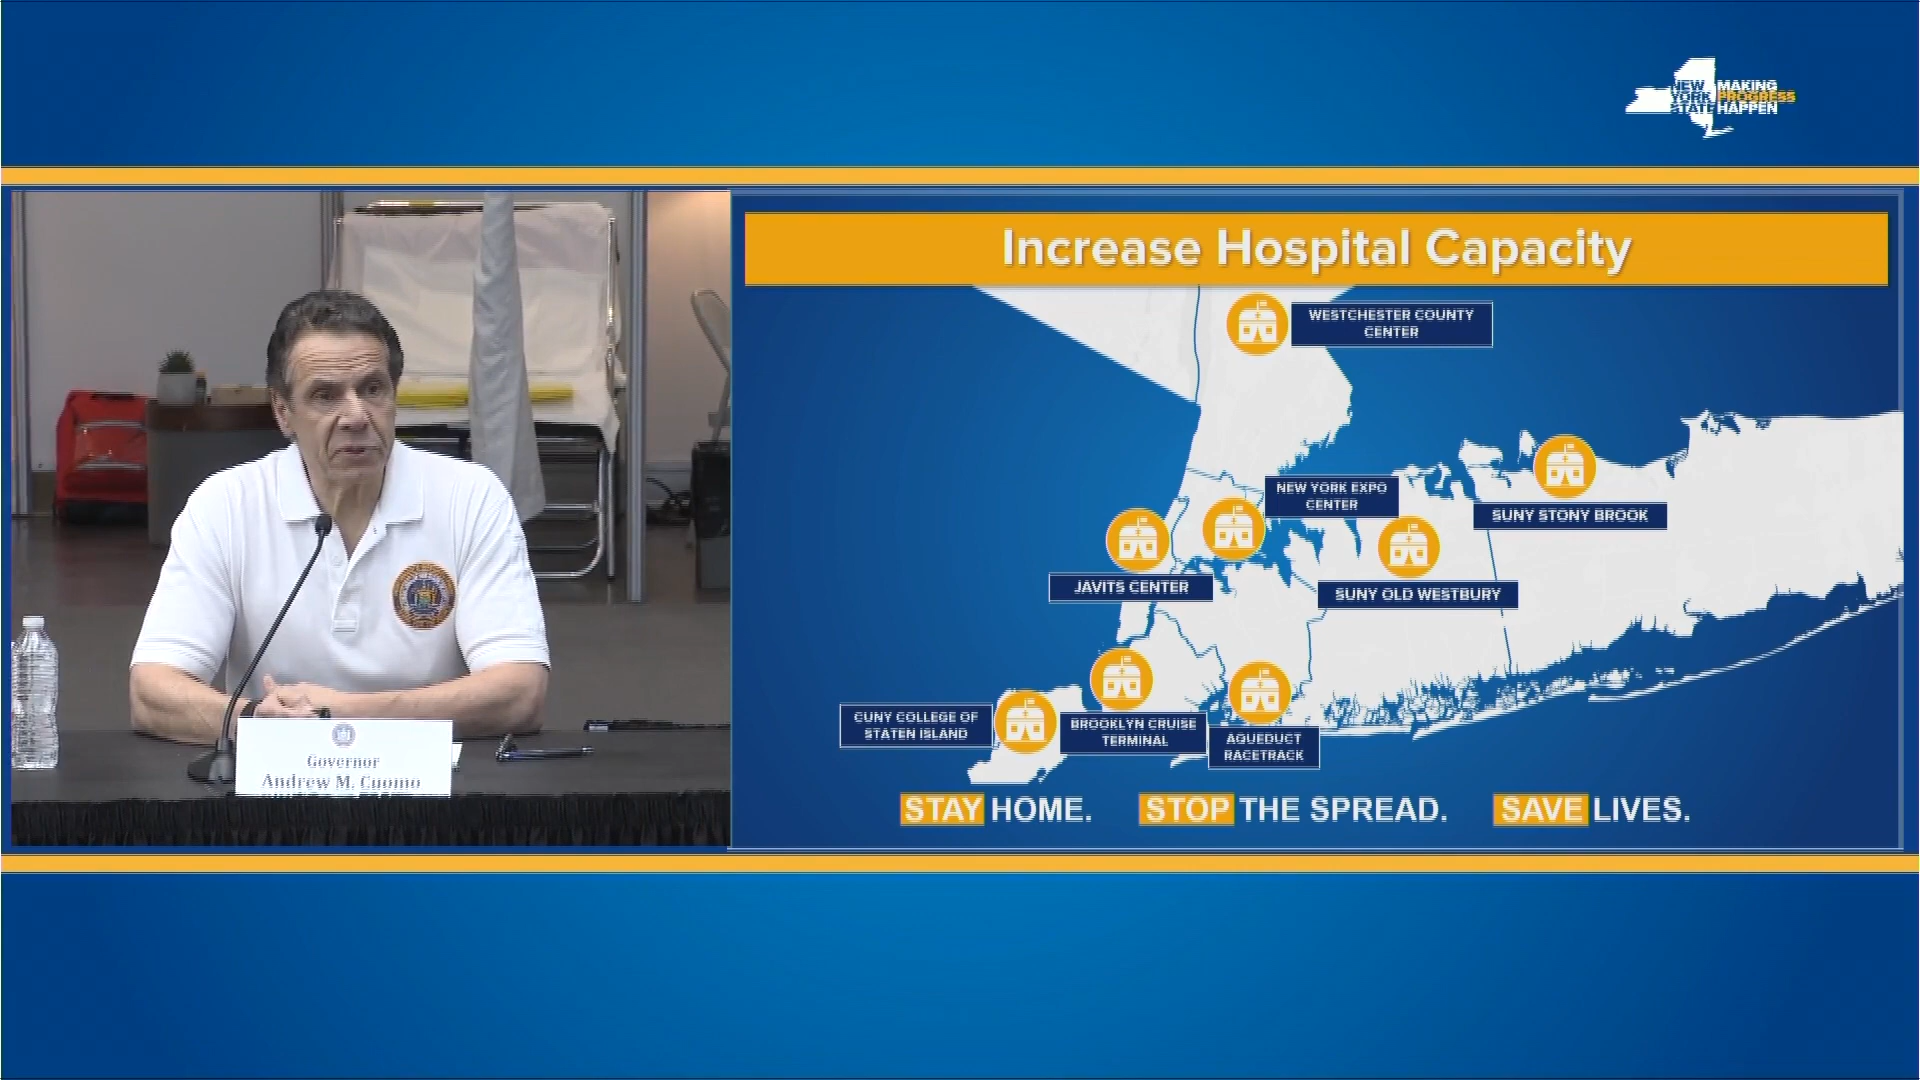 NEW YORK STATE
MAKING PROGRESS HAPPEN
Increase Hospital Capacity
WESTCHESTER COUNTY
CENTER
NEW YORK EXPO
CENTER
SUNY STONY BROOK
JAVITS CENTER
SUNY OLD WESTBURY
CUNY COLLEGE OF
STATEN ISLAND
BROOKLYN CRUISE
TERMINAL
AQUEDUCT
RACETRACK
STAY HOME. STOP THE SPREAD. SAVE LIVES.
Governor
Andrew M. Cuomo